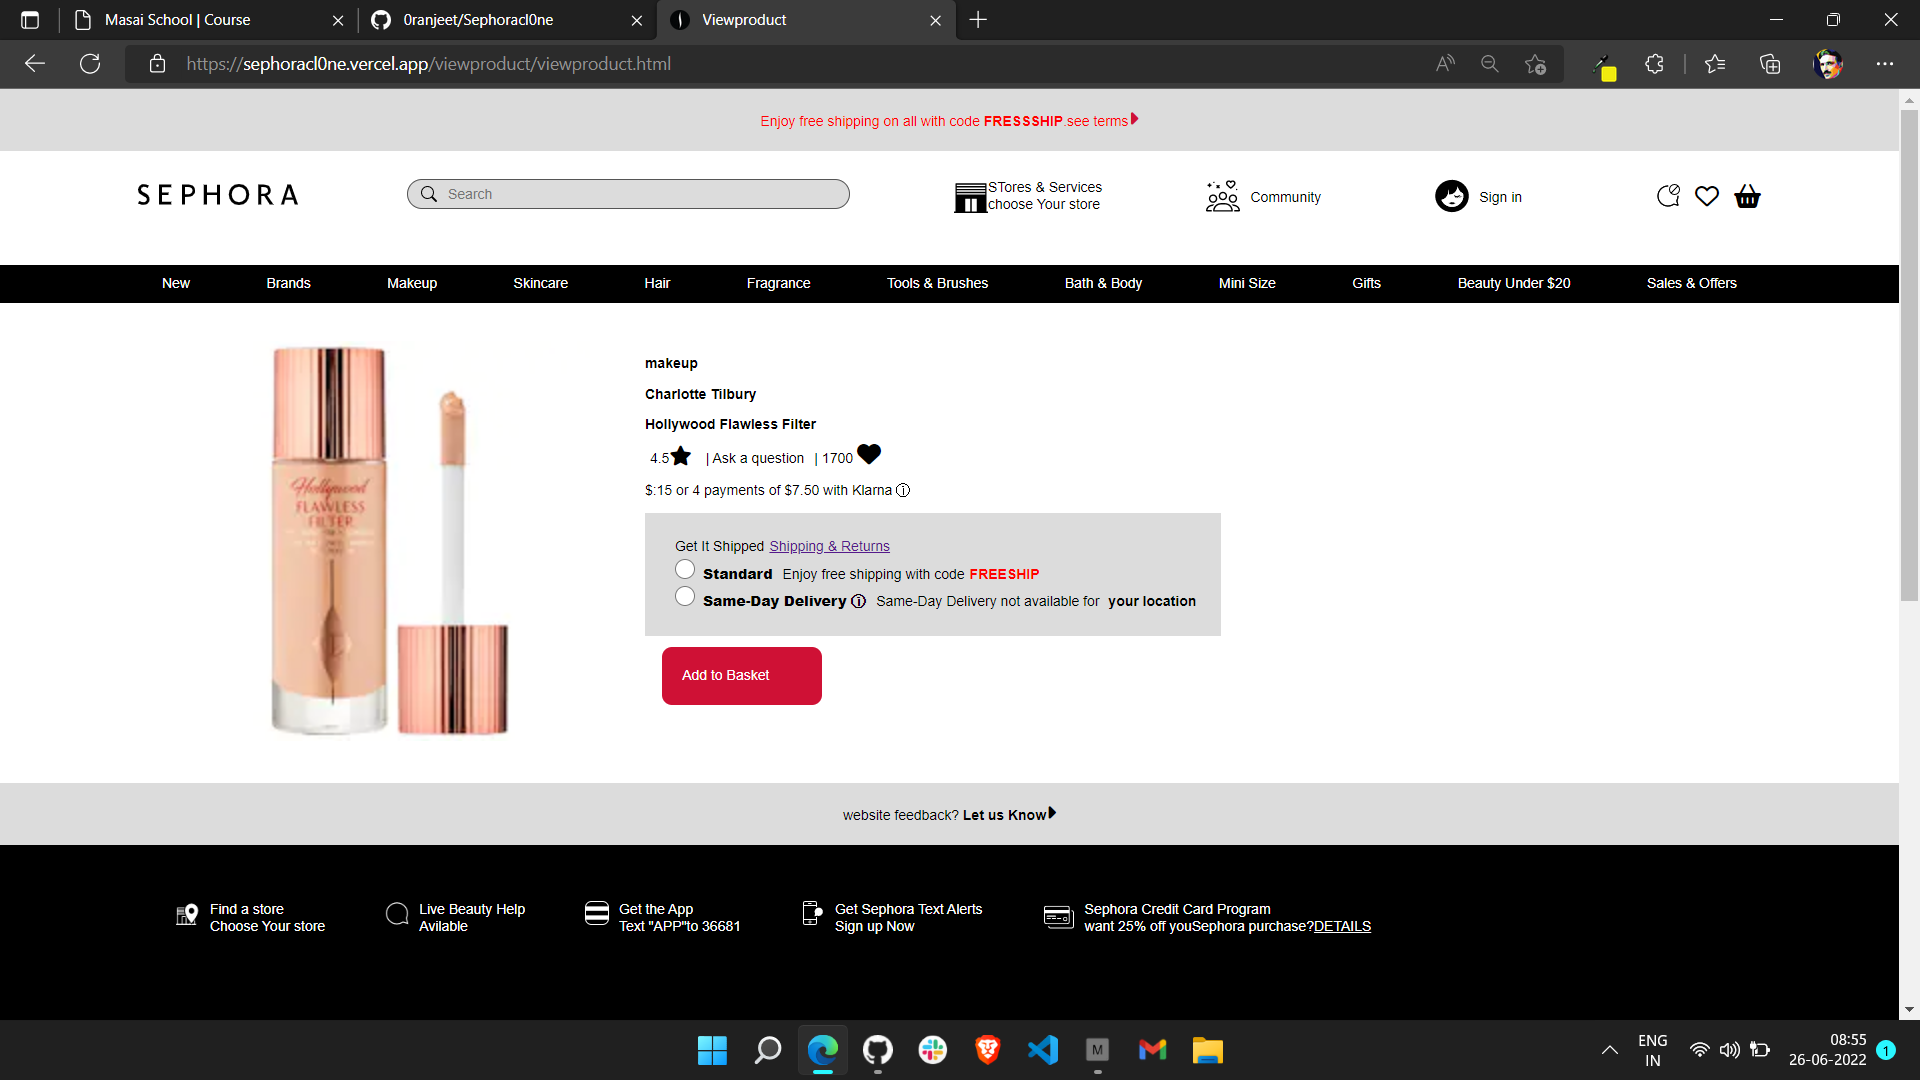 Masai School | Course
0ranjeet/Sephoracl0ne
Viewproduct
https://sephoracl0ne.vercel.app/viewproduct/viewproduct.html
Enjoy free shipping on all with code FRESSSHIP.see terms
SEPHORA
Search
STores & Services
choose Your store
Community
Sign in
New Brands Makeup Skincare Hair Fragrance Tools & Brushes Bath & Body Mini Size Gifts Beauty Under $20 Sales & Offers
makeup
Charlotte Tilbury
Hollywood Flawless Filter
4.5 | Ask a question | 1700
$:15 or 4 payments of $7.50 with Klarna
Hollywood
FLAWLESS
FILTER
Get It Shipped Shipping & Returns
Standard Enjoy free shipping with code FREESHIP
Same-Day Delivery Same-Day Delivery not available for your location
Add to Basket
website feedback? Let us Know
Find a store
Choose Your store
Live Beauty Help
Avilable
Get the App
Text "APP"to 36681
Get Sephora Text Alerts
Sign up Now
Sephora Credit Card Program
want 25% off youSephora purchase?DETAILS
M
ENG
IN
08:55
26-06-2022
1